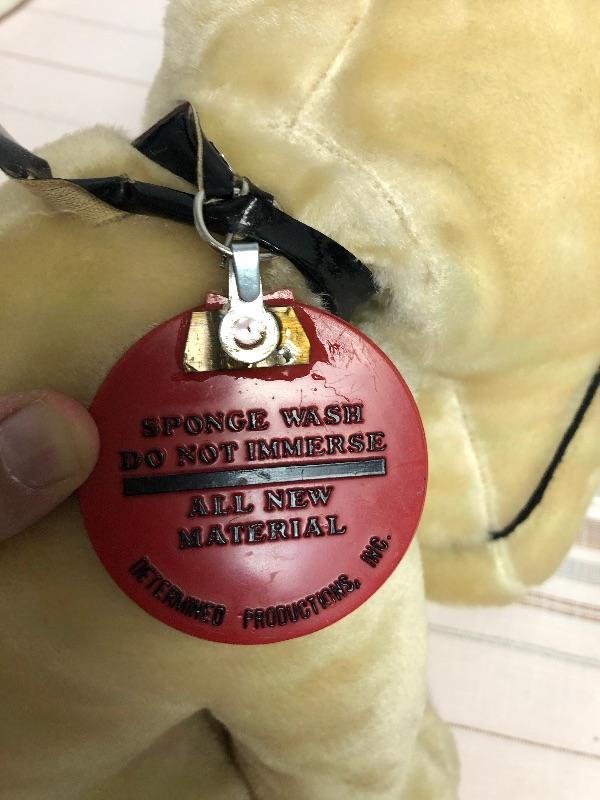 SPONGE WASH
DO NOT IMMERSE
ALL NEW
MATERIAL
DETERMINED PRODUCTIONS, INC.